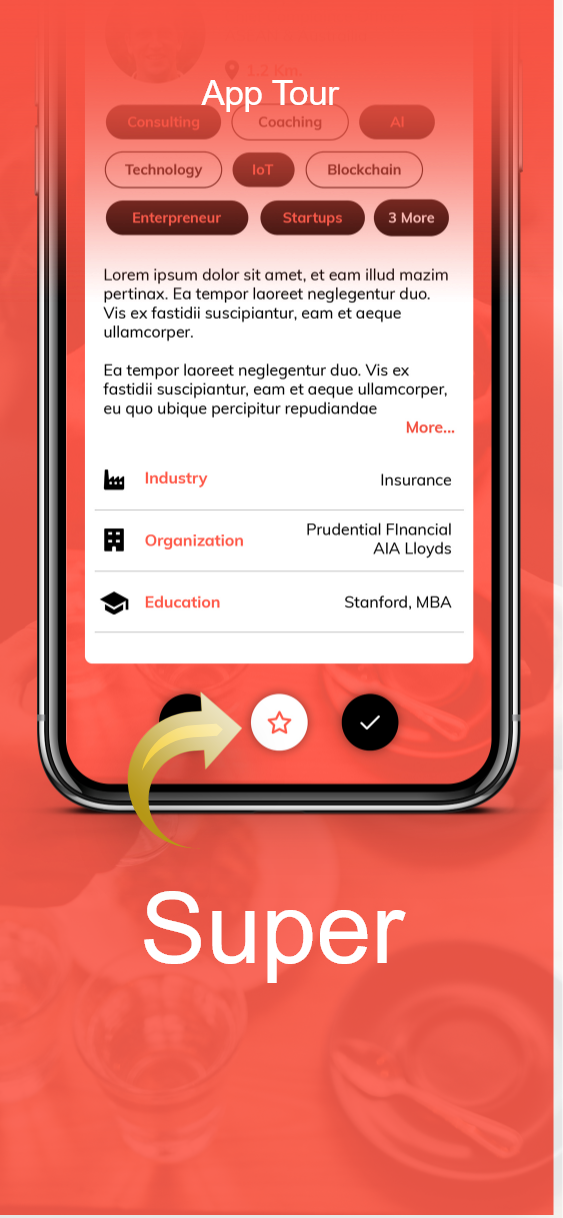 1.2 Km.
App Tour
Consulting
Coaching
AI
Technology
IoT
Blockchain
Enterpreneur
Startups
3 More
Lorem ipsum dolor sit amet, et eam illud mazim
pertinax. Ea tempor laoreet neglegentur duo.
Vis ex fastidii suscipiantur, eam et aeque
ullamcorper.
Ea tempor laoreet neglegentur duo. Vis ex
fastidii suscipiantur, eam et aeque ullamcorper,
eu quo ubique percipitur repudiandae
More...
Industry
Insurance
Organization
Prudential FInancial
AIA Lloyds
Education
Stanford, MBA
Super